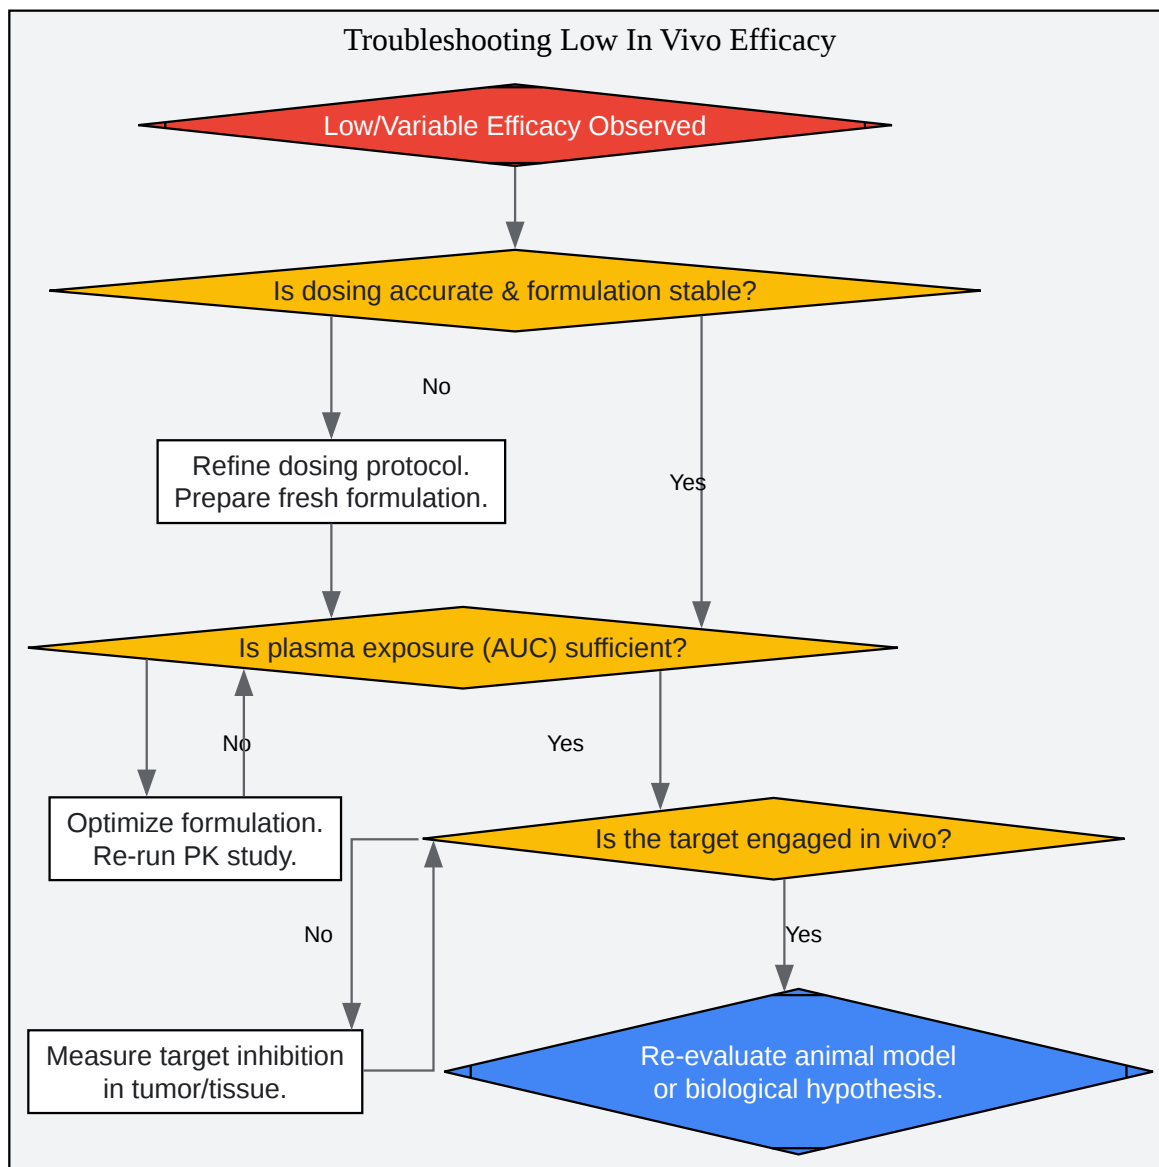 Troubleshooting Low In Vivo Efficacy
Low/Variable Efficacy Observed
Is dosing accurate & formulation stable?
No
Refine dosing protocol.
Prepare fresh formulation.
Yes
Is plasma exposure (AUC) sufficient?
No
Yes
Optimize formulation.
Re-run PK study.
Is the target engaged in vivo?
No
Yes
Measure target inhibition
in tumor/tissue.
Re-evaluate animal model
or biological hypothesis.